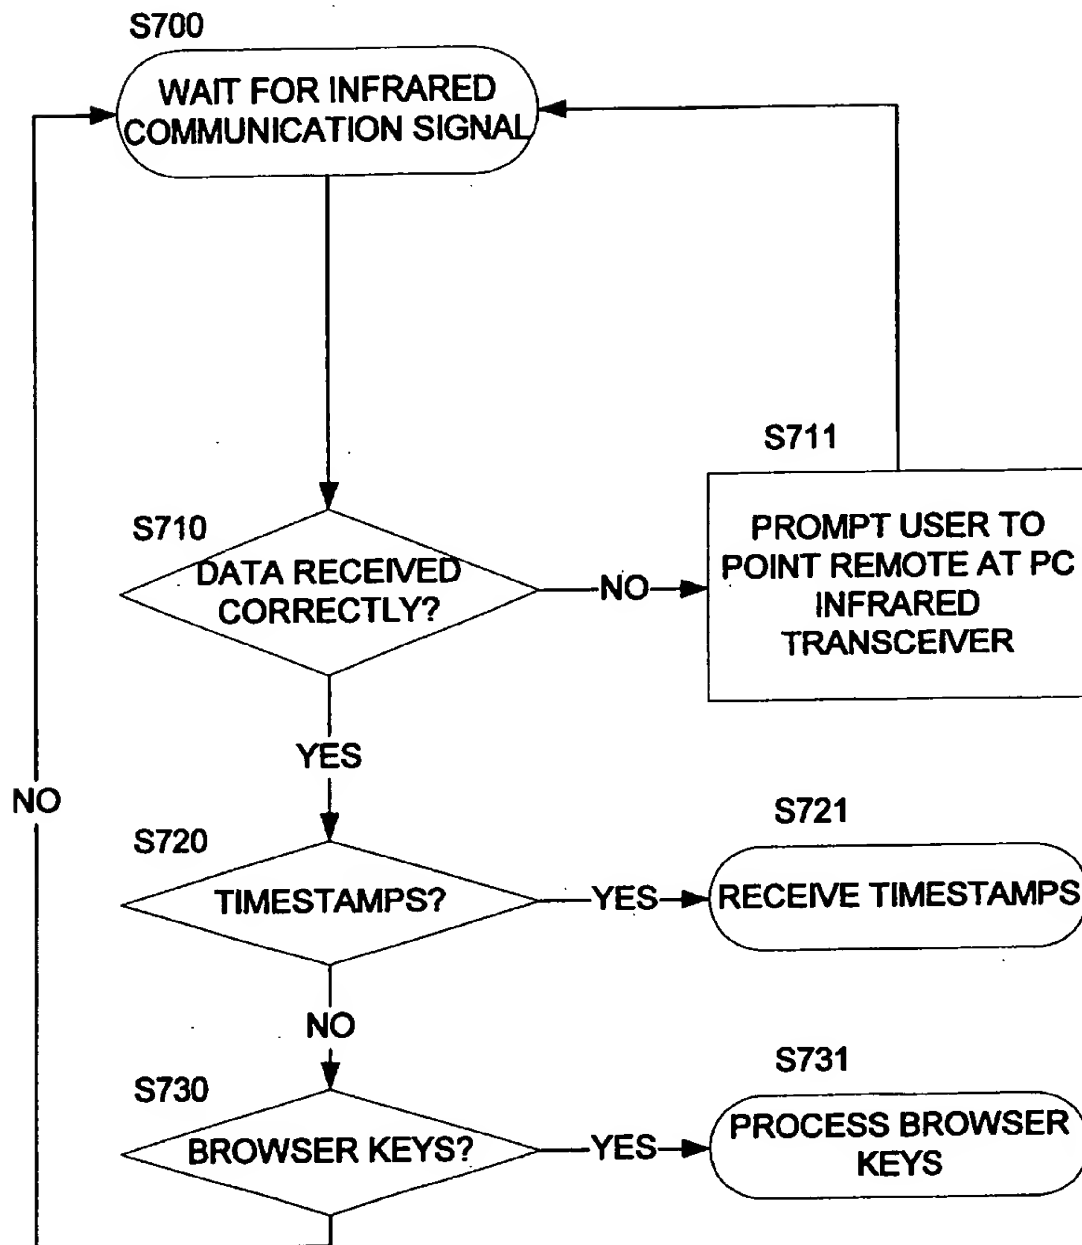 S700
WAIT FOR INFRARED
COMMUNICATION SIGNAL
S711
PROMPT USER TO
POINT REMOTE AT PC
INFRARED
TRANSCEIVER
S710
DATA RECEIVED
CORRECTLY?
NO
YES
NO
S720
TIMESTAMPS?
YES
S721
RECEIVE TIMESTAMPS
NO
S730
BROWSER KEYS?
YES
S731
PROCESS BROWSER
KEYS